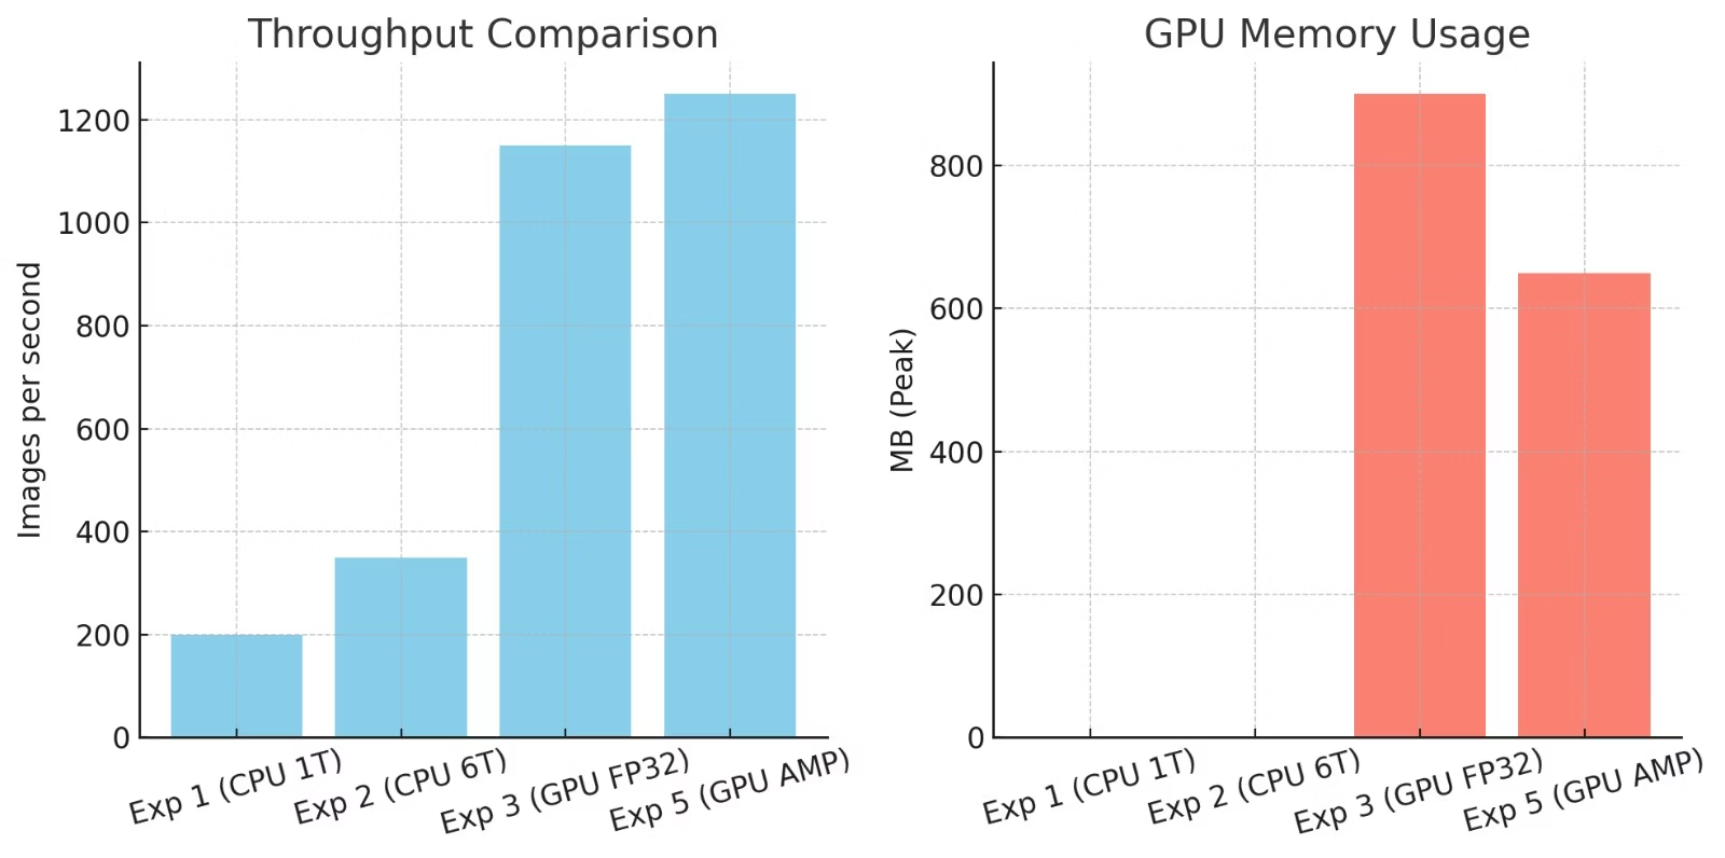 Throughput Comparison
Images per second
1200
1000
800
600
400
200
0
Exp 1 (CPU 1T)
Exp 2 (CPU 6T)
Exp 3 (GPU FP32)
Exp 5 (GPU AMP)
GPU Memory Usage
MB (Peak)
800
600
400
200
0
Exp 1 (CPU 1T)
Exp 2 (CPU 6T)
Exp 3 (GPU FP32)
Exp 5 (GPU AMP)